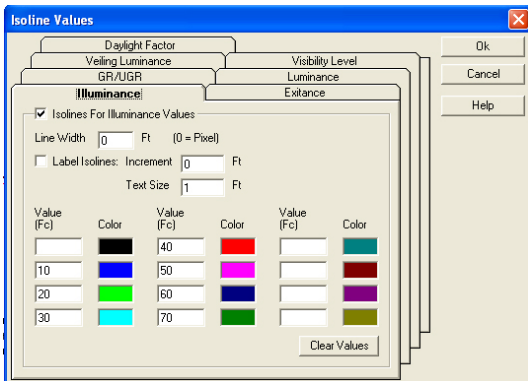 Isoline Values
Daylight Factor
Ok
Veiling Luminance Visibility Level
GR/UGR Luminance
Cancel
Illuminance Exitance
Help
Isolines For Illuminance Values
Line Width 0 Ft (0 = Pixel)
Label Isolines: Increment 0 Ft
Text Size 1 Ft
Value (Fc) Color Value (Fc) Color Value (Fc) Color
40
10 50
20 60
30 70
Clear Values